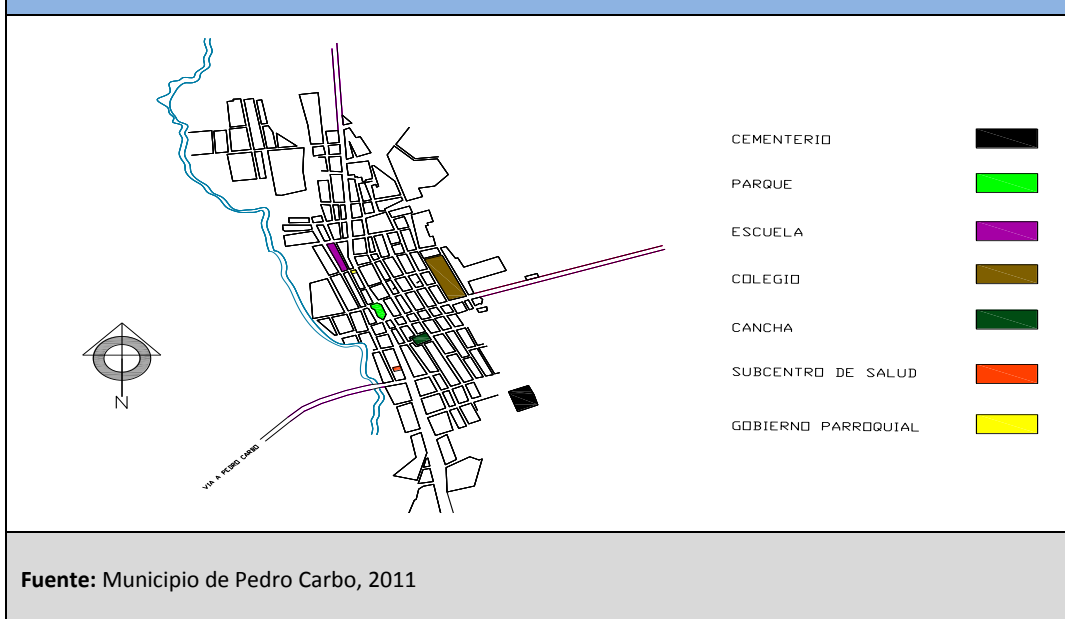 CEMENTERIO
PARQUE
ESCUELA
COLEGIO
CANCHA
SUBCENTRO DE SALUD
GOBIERNO PARROQUIAL
N
VIA A PEDRO CARBO
Fuente: Municipio de Pedro Carbo, 2011